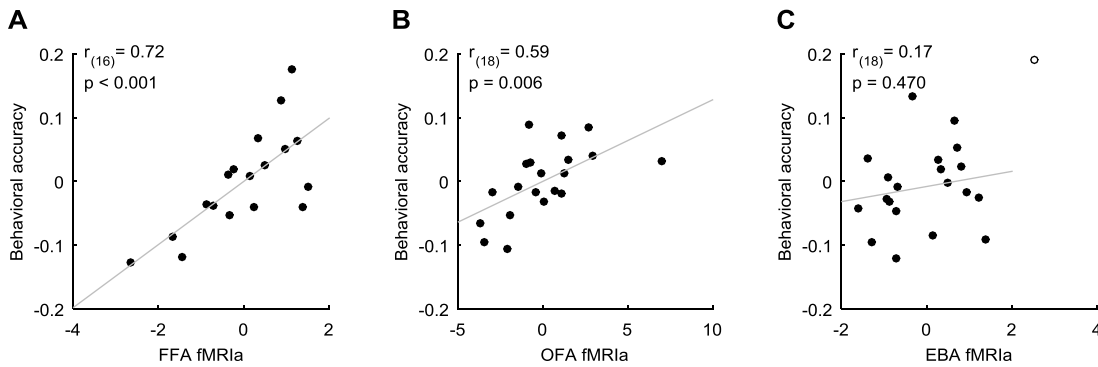 A
B
C
r(16)= 0.72
p < 0.001
r(18)= 0.59
p = 0.006
r(18)= 0.17
p = 0.470
Behavioral accuracy
0.2
0.1
0
-0.1
-0.2
-4
-2
0
2
FFA fMRIa
Behavioral accuracy
0.2
0.1
0
-0.1
-0.2
-5
0
5
10
OFA fMRIa
Behavioral accuracy
0.2
0.1
0
-0.1
-0.2
-2
0
2
4
EBA fMRIa